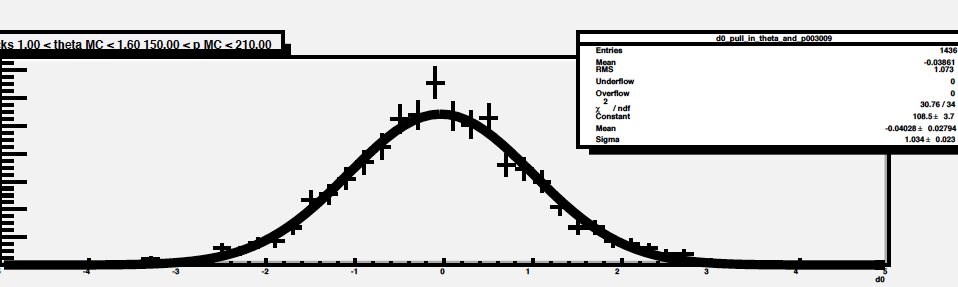 ks 1.00 < theta MC < 1.60 150.00 < p MC < 210.00
d0_pull_in_theta_and_p003009
Entries 1436
Mean -0.03861
RMS 1.073
Underflow 0
Overflow 0
χ2 / ndf 30.76 / 34
Constant 108.5 ± 3.7
Mean -0.04028 ± 0.02794
Sigma 1.034 ± 0.023
-4 -3 -2 -1 0 1 2 3 4 5
d0